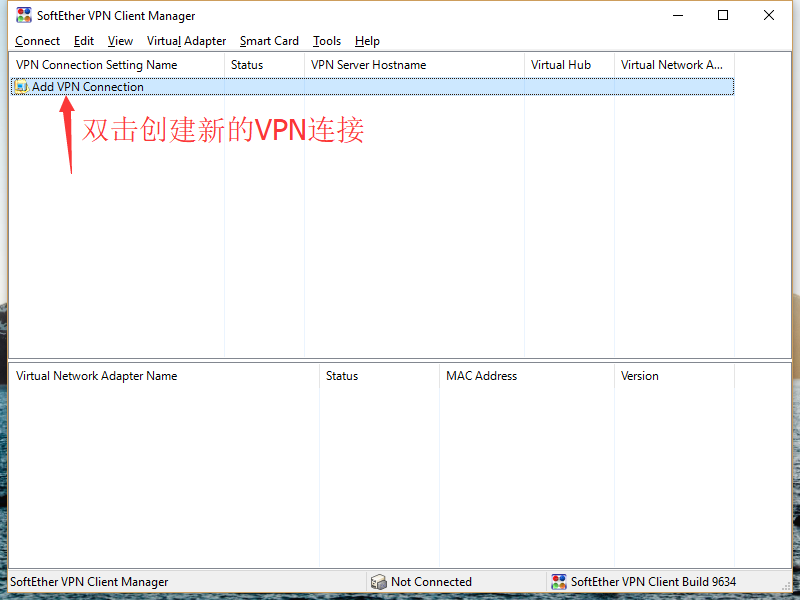 SoftEther VPN Client Manager
Connect Edit View Virtual Adapter Smart Card Tools Help
VPN Connection Setting Name Status VPN Server Hostname Virtual Hub Virtual Network A...
Add VPN Connection
双击创建新的VPN连接
Virtual Network Adapter Name Status MAC Address Version
SoftEther VPN Client Manager Not Connected SoftEther VPN Client Build 9634